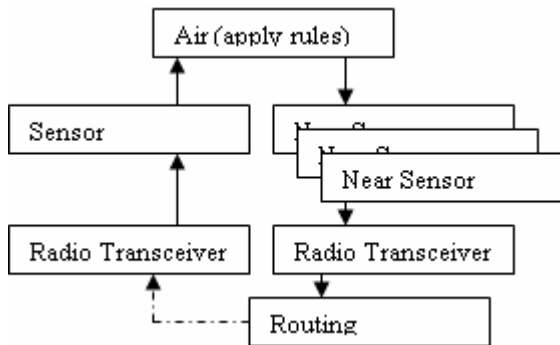 Air (apply rules)
Sensor
Near Sensor
Radio Transceiver
Radio Transceiver
Routing